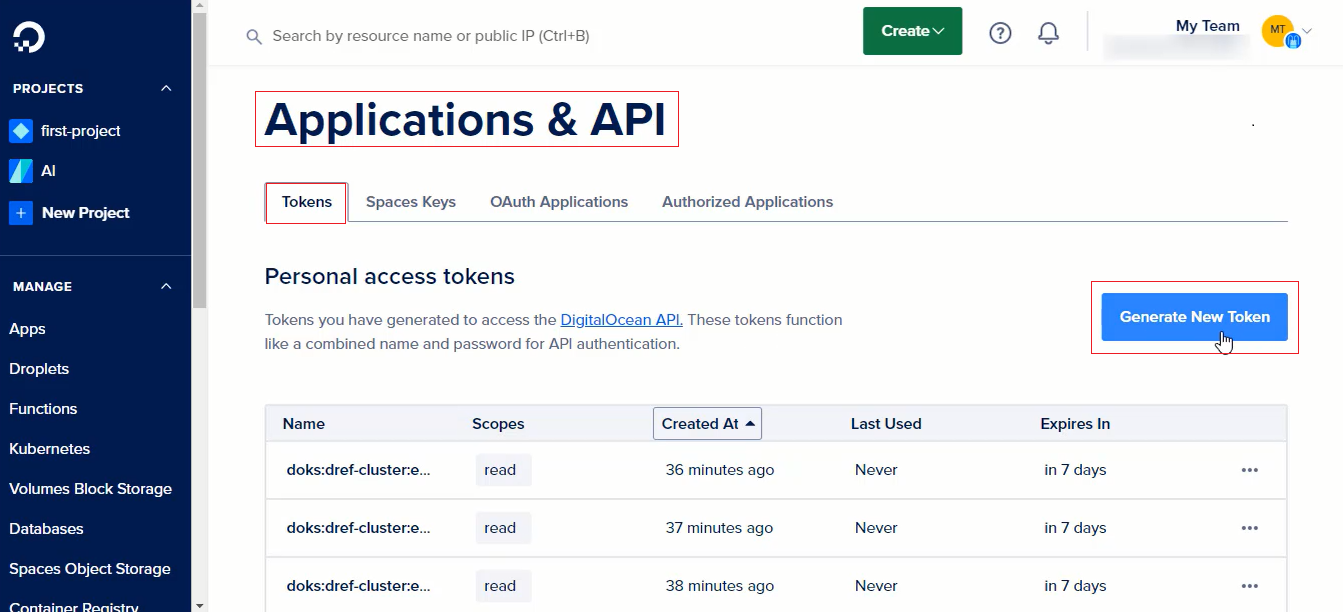 Search by resource name or public IP (Ctrl+B)
Create
My Team
MT
PROJECTS
first-project
AI
New Project
MANAGE
Apps
Droplets
Functions
Kubernetes
Volumes Block Storage
Databases
Spaces Object Storage
Container Registry
Applications & API
Tokens
Spaces Keys
OAuth Applications
Authorized Applications
Personal access tokens
Tokens you have generated to access the DigitalOcean API. These tokens function
like a combined name and password for API authentication.
Generate New Token
Name Scopes Created At Last Used Expires In
doks:dref-cluster:e... read 36 minutes ago Never in 7 days
doks:dref-cluster:e... read 37 minutes ago Never in 7 days
doks:dref-cluster:e... read 38 minutes ago Never in 7 days